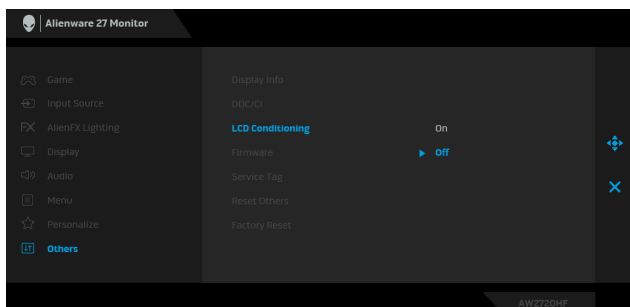 Alienware 27 Monitor
Game
Input Source
AlienFX Lighting
Display
Audio
Menu
Personalize
Others
Display Info
DDC/CI
LCD Conditioning On
Firmware Off
Service Tag
Reset Others
Factory Reset
AW2720HF